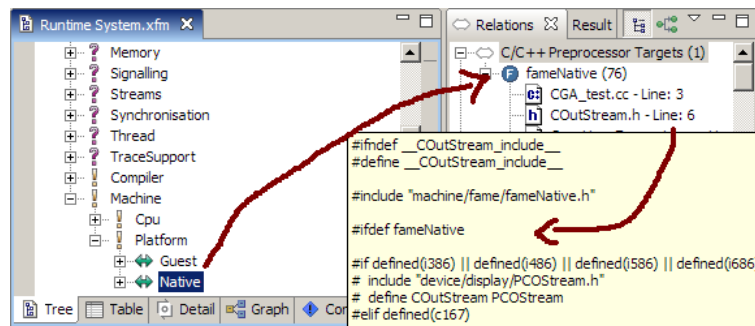 Runtime System.xfm
Memory
Signalling
Streams
Synchronisation
Thread
TraceSupport
Compiler
Machine
Cpu
Platform
Guest
Native
Tree Table Detail Graph Con
Relations Result
C/C++ Preprocessor Targets (1)
F fameNative (76)
c: CGA_test.cc - Line: 3
h COutStream.h - Line: 6
#ifndef __COutStream_include__
#define __COutStream_include__
#include "machine/fame/fameNative.h"
#ifdef fameNative
#if defined(i386) || defined(i486) || defined(i586) || defined(i686
# include "device/display/PCOStream.h"
# define COutStream PCOStream
#elif defined(c167)